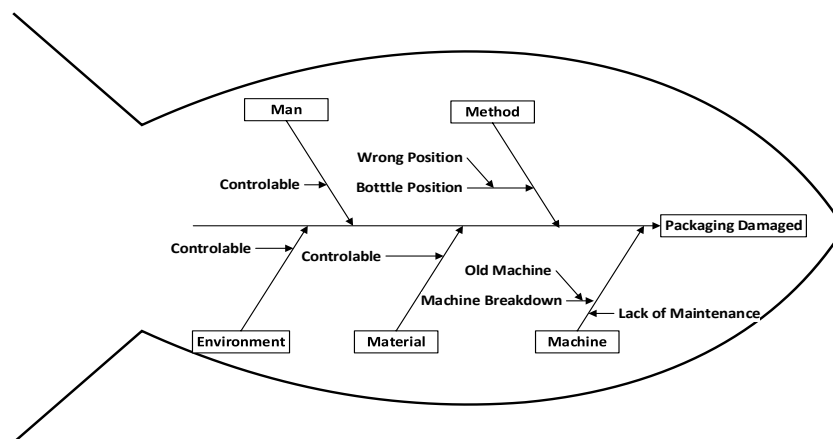 Man
Method
Wrong Position
Controlable
Botttle Position
Packaging Damaged
Controlable
Controlable
Old Machine
Machine Breakdown
Lack of Maintenance
Environment
Material
Machine